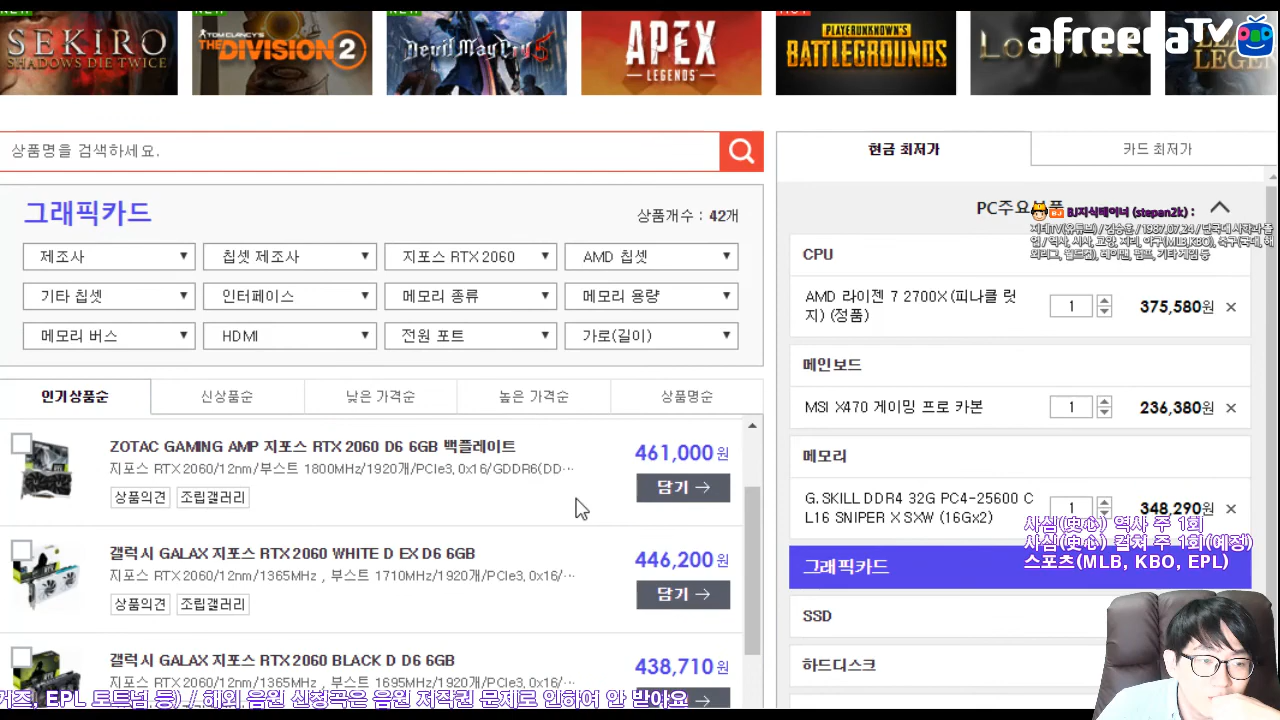 NEW
SEKIRO
SHADOWS DIE TWICE
NEW
TOM CLANCY'S
THE DIVISION 2
NEW
Devil May Cry 5
APEX
LEGENDS
HOT
PLAYERUNKNOWN'S
BATTLEGROUNDS
afreecaTV
상품명을 검색하세요.
현금 최저가
카드 최저가
그래픽카드
상품개수 : 42개
제조사
칩셋 제조사
지포스 RTX 2060
AMD 칩셋
기타 칩셋
인터페이스
메모리 종류
메모리 용량
메모리 버스
HDMI
전원 포트
가로(길이)
인기상품순
신상품순
낮은 가격순
높은 가격순
상품명순
ZOTAC GAMING AMP 지포스 RTX 2060 D6 6GB 백플레이트
지포스 RTX 2060/12nm/부스트 1800MHz/1920개/PCIe3.0x16/GDDR6(DD···
상품의견
조립갤러리
461,000원
담기 →
갤럭시 GALAX 지포스 RTX 2060 WHITE D EX D6 6GB
지포스 RTX 2060/12nm/1365MHz , 부스트 1710MHz/1920개/PCIe3.0x16/···
상품의견
조립갤러리
446,200원
담기 →
갤럭시 GALAX 지포스 RTX 2060 BLACK D D6 6GB
지포스 RTX 2060/12nm/1365MHz , 부스트 1695MHz/1920개/PCIe3.0x16/···
438,710원
PC주요부품
BJ지식테이너 (stepan2k) :
CPU
AMD 라이젠 7 2700X(피나클 릿
지) (정품)
1
375,580원 ×
메인보드
MSI X470 게이밍 프로 카본
1
236,380원 ×
메모리
G.SKILL DDR4 32G PC4-25600 C
L16 SNIPER X SXW (16Gx2)
1
348,290원 ×
사심(史心) 역사 주 1회
사심(史心) 컬쳐 주 1회(예정)
스포츠(MLB, KBO, EPL)
그래픽카드
SSD
하드디스크
EPL 토트넘 등) / 해외 음원 신청곡은 음원 저작권 문제로 인하여 안 받아요